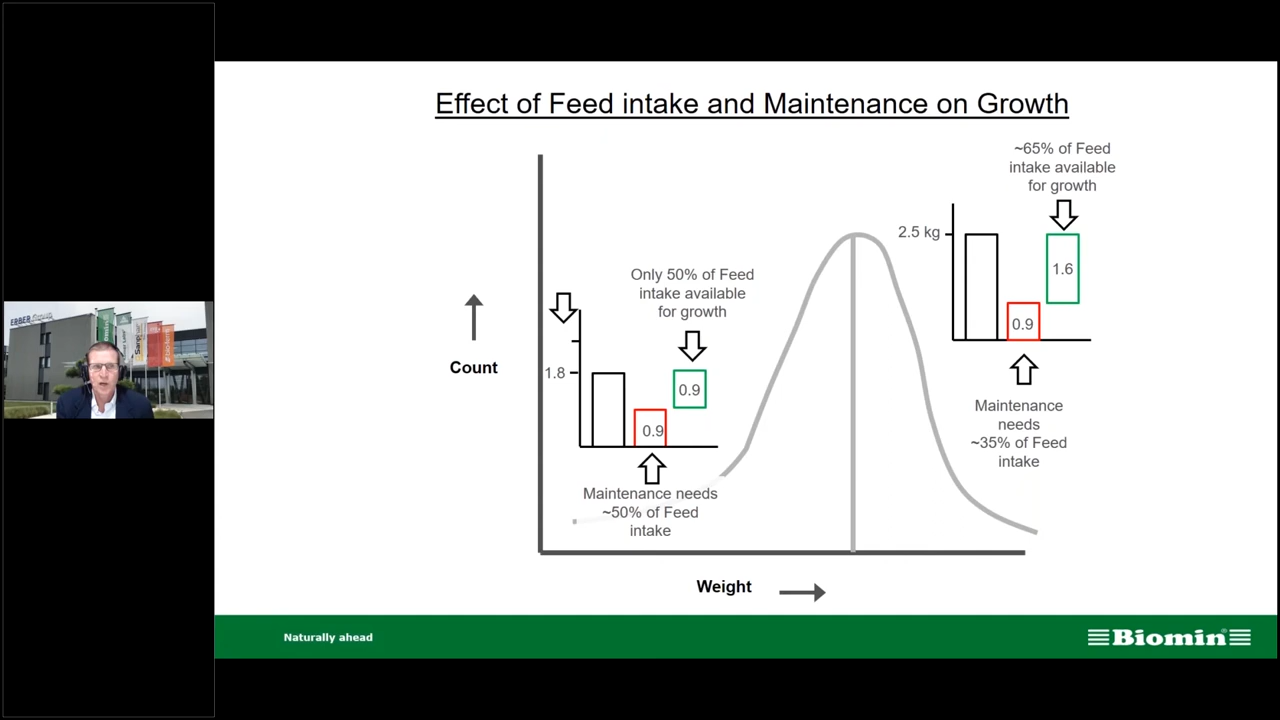 Effect of Feed intake and Maintenance on Growth
~65% of Feed
intake available
for growth
2.5 kg
1.6
0.9
Maintenance
needs
~35% of Feed
intake
Only 50% of Feed
intake available
for growth
1.8
0.9
0.9
Maintenance needs
~50% of Feed
intake
Count
Weight
ERBER
Naturally ahead
Biomin